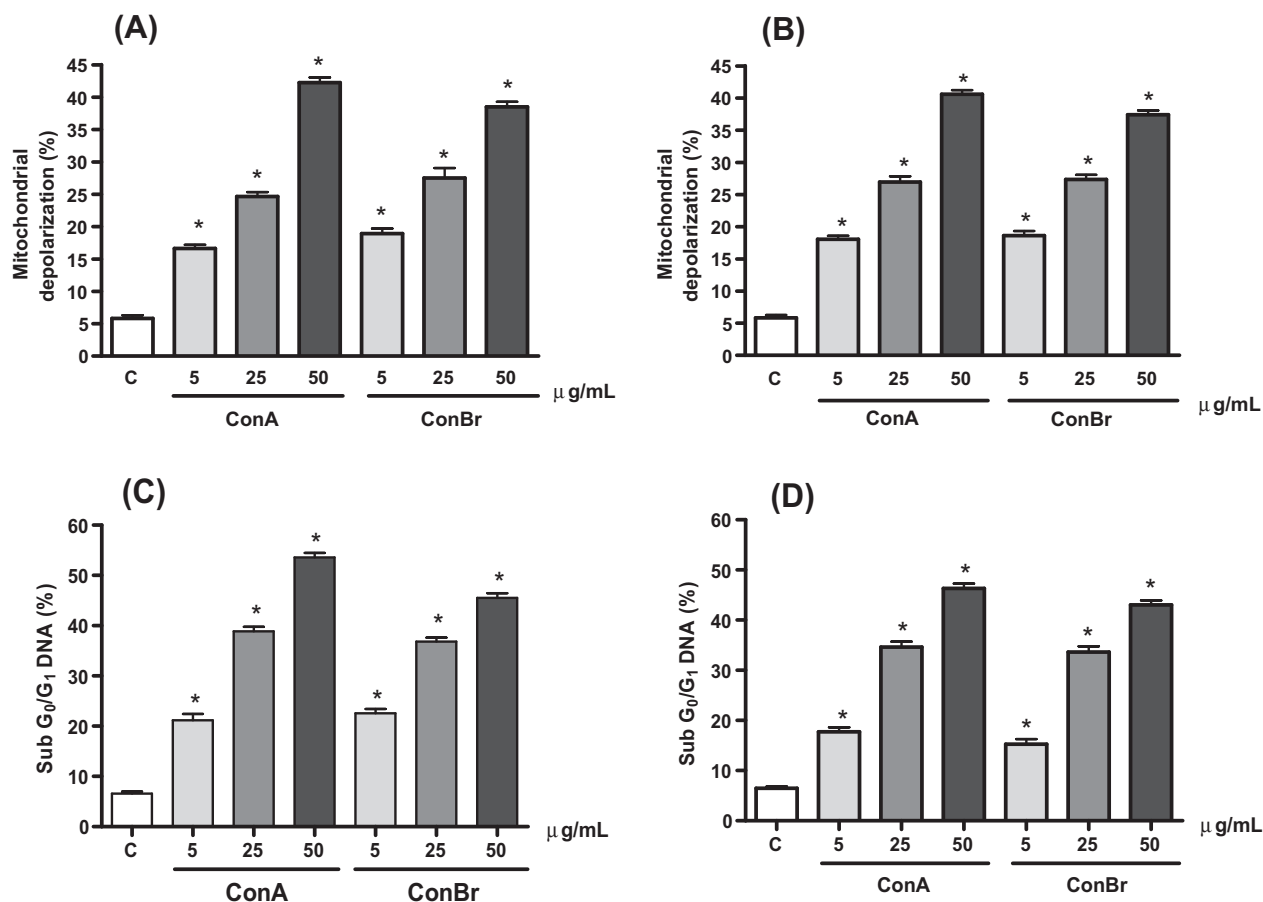 (A)
Mitochondrial
depolarization (%)
45
40
35
30
25
20
15
10
5
0
*
*
*
*
*
*
C 5 25 50 5 25 50
μ g/mL
ConA ConBr
(B)
Mitochondrial
depolarization (%)
45
40
35
30
25
20
15
10
5
0
*
*
*
*
*
*
C 5 25 50 5 25 50
μ g/mL
ConA ConBr
(C)
Sub G₀/G₁ DNA (%)
60
50
40
30
20
10
0
*
*
*
*
*
*
C 5 25 50 5 25 50
μ g/mL
ConA ConBr
(D)
Sub G₀/G₁ DNA (%)
60
50
40
30
20
10
0
*
*
*
*
*
*
C 5 25 50 5 25 50
μ g/mL
ConA ConBr